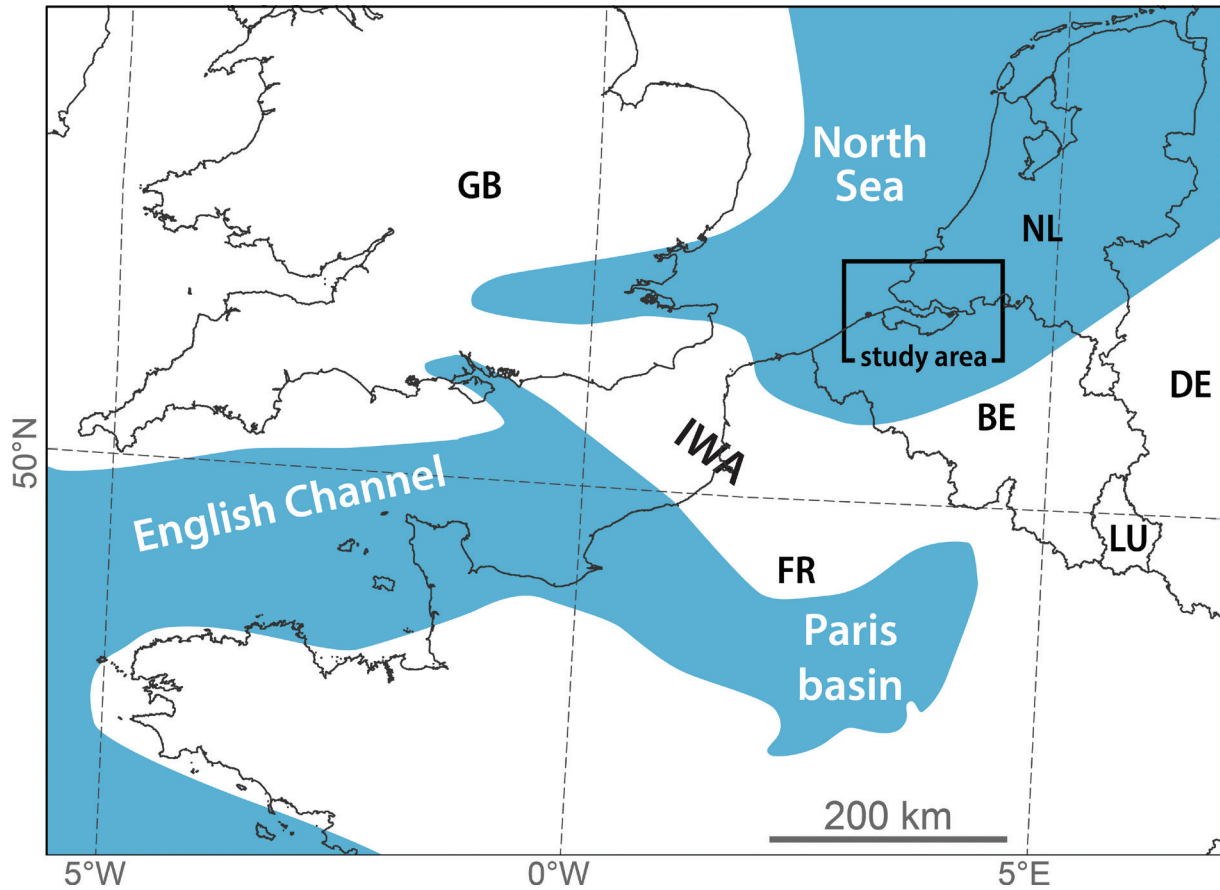 North
Sea
GB
NL
study area
DE
BE
IWA
50°N
English Channel
LU
FR
Paris
basin
200 km
5°W
0°W
5°E